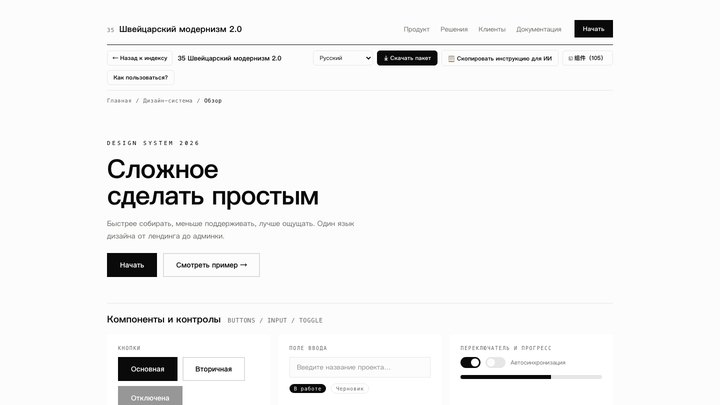 35 Швейцарский модернизм 2.0
Продукт Решения Клиенты Документация Начать
← Назад к индексу 35 Швейцарский модернизм 2.0 Русский Скачать пакет Скопировать инструкцию для ИИ 组件 (105)
Как пользоваться?
Главная / Дизайн-система / Обзор
DESIGN SYSTEM 2026
Сложное
сделать простым
Быстрее собирать, меньше поддерживать, лучше ощущать. Один язык
дизайна от лендинга до админки.
Начать Смотреть пример →
Компоненты и контролы BUTTONS / INPUT / TOGGLE
КНОПКИ
Основная Вторичная
Отключена
ПОЛЕ ВВОДА
Введите название проекта...
В работе Черновик
ПЕРЕКЛЮЧАТЕЛЬ И ПРОГРЕСС
Автосинхронизация